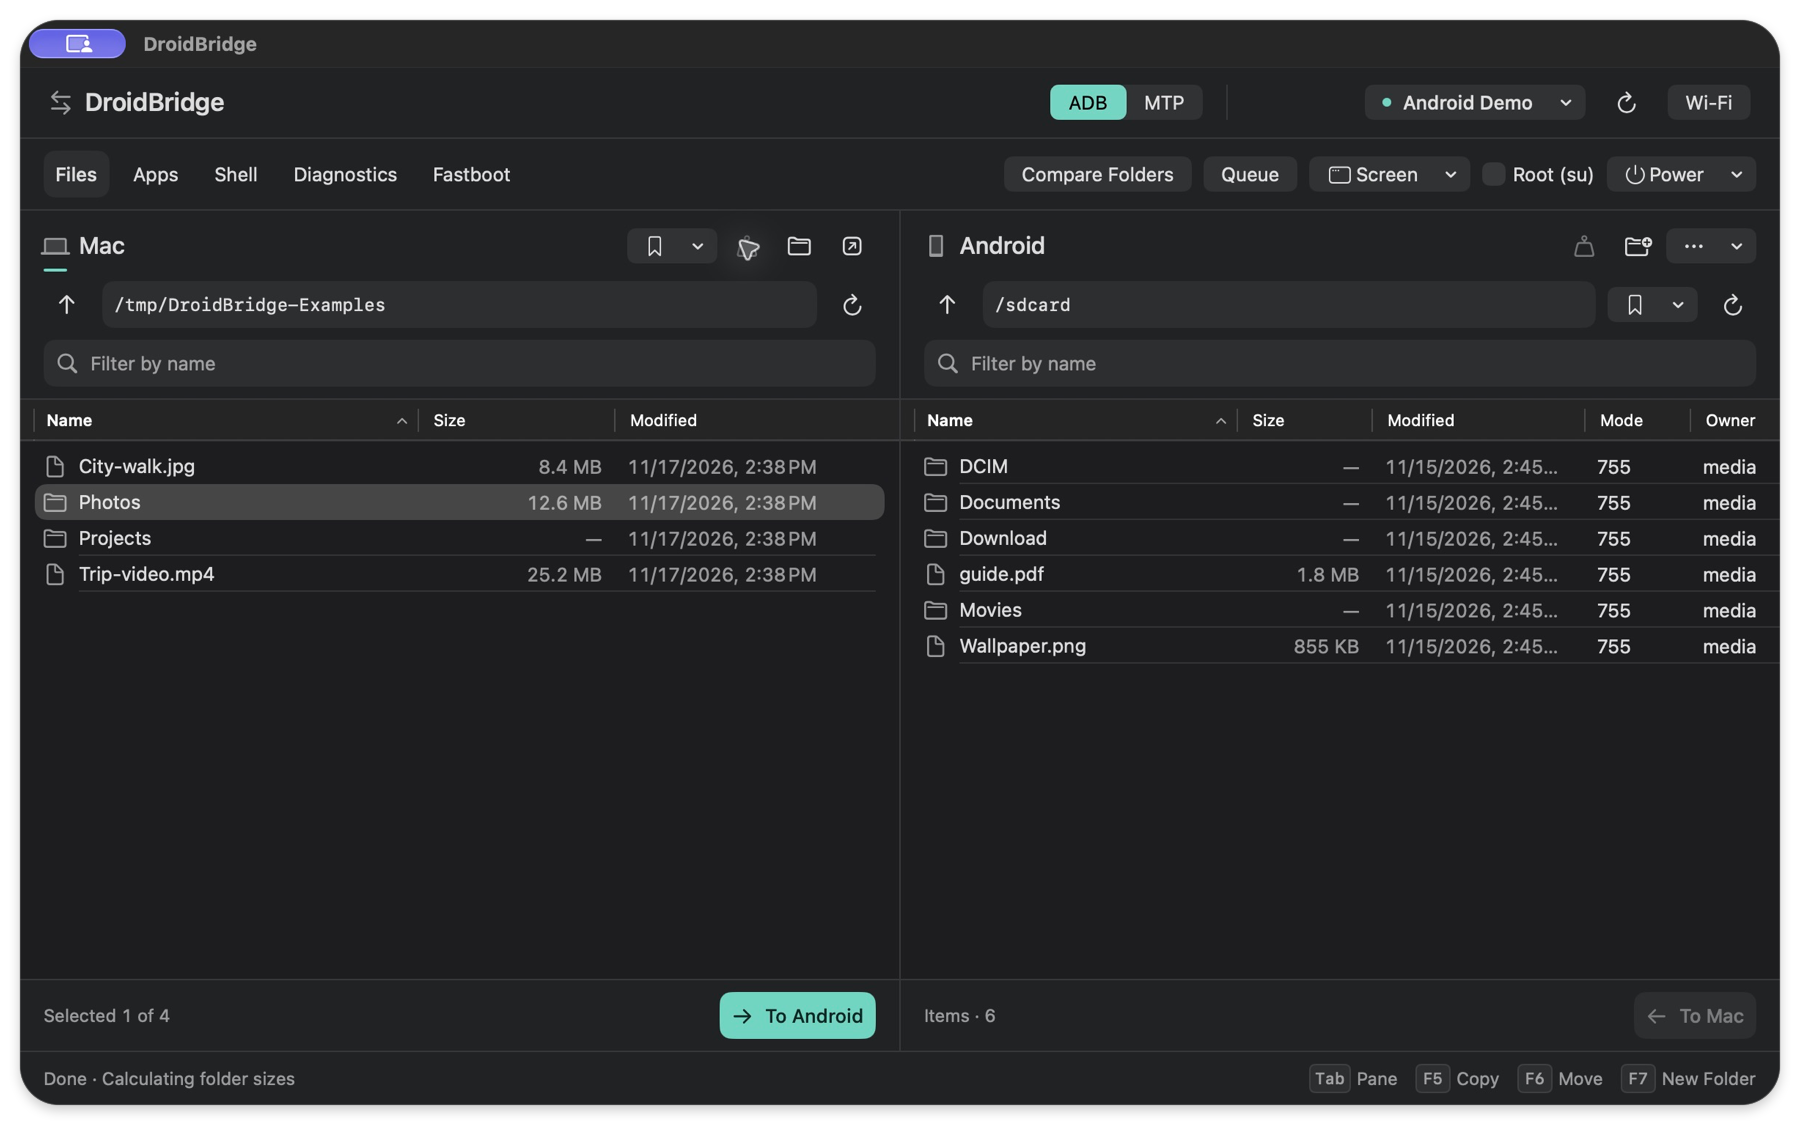 DroidBridge
DroidBridge
ADB MTP
Android Demo
Wi-Fi
Files Apps Shell Diagnostics Fastboot
Compare Folders Queue Screen Root (su) Power
Mac
/tmp/DroidBridge-Examples
Filter by name
Name Size Modified
City-walk.jpg 8.4 MB 11/17/2026, 2:38 PM
Photos 12.6 MB 11/17/2026, 2:38 PM
Projects — 11/17/2026, 2:38 PM
Trip-video.mp4 25.2 MB 11/17/2026, 2:38 PM
Selected 1 of 4
To Android
Android
/sdcard
Filter by name
Name Size Modified Mode Owner
DCIM — 11/15/2026, 2:45... 755 media
Documents — 11/15/2026, 2:45... 755 media
Download — 11/15/2026, 2:45... 755 media
guide.pdf 1.8 MB 11/15/2026, 2:45... 755 media
Movies — 11/15/2026, 2:45... 755 media
Wallpaper.png 855 KB 11/15/2026, 2:45... 755 media
Items · 6
To Mac
Done · Calculating folder sizes
Tab Pane F5 Copy F6 Move F7 New Folder